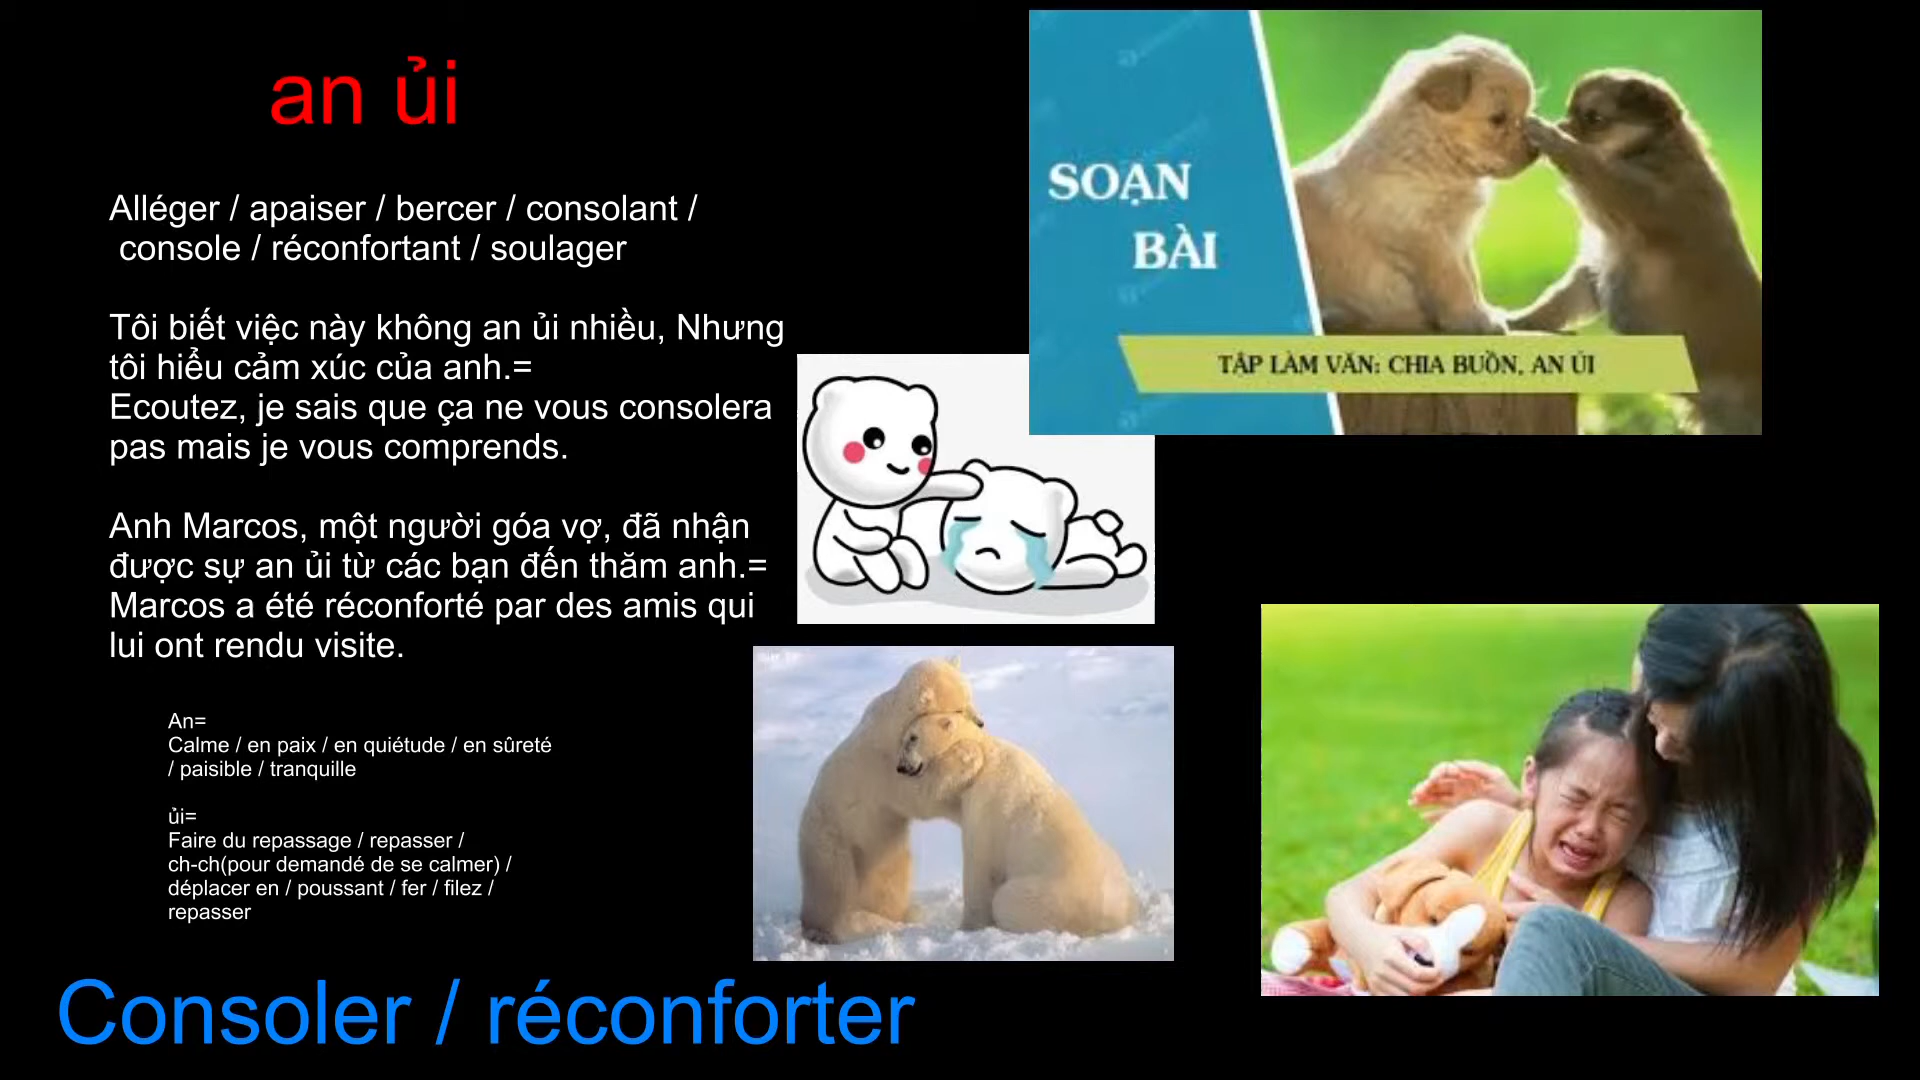 an ủi
Alléger / apaiser / bercer / consolant /
console / réconfortant / soulager
Tôi biết việc này không an ủi nhiều, Nhưng
tôi hiểu cảm xúc của anh.=
Ecoutez, je sais que ça ne vous consolera
pas mais je vous comprends.
Anh Marcos, một người góa vợ, đã nhận
được sự an ủi từ các bạn đến thăm anh.=
Marcos a été réconforté par des amis qui
lui ont rendu visite.
An=
Calme / en paix / en quiétude / en sûreté
/ paisible / tranquille
ủi=
Faire du repassage / repasser /
ch-ch(pour demandé de se calmer) /
déplacer en / poussant / fer / filez /
repasser
Consoler / réconforter
SOẠN
BÀI
TẬP LÀM VĂN: CHIA BUỒN, AN ỦI